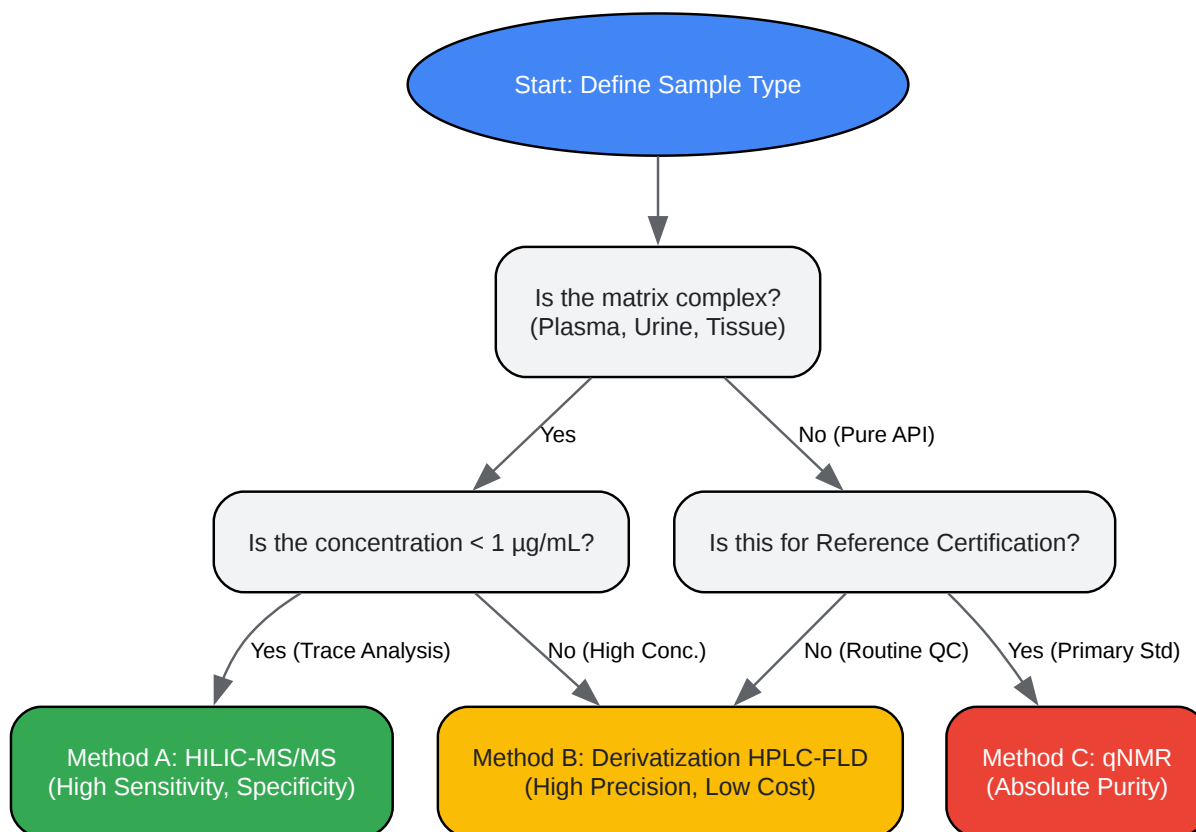 Start: Define Sample Type
Is the matrix complex?
(Plasma, Urine, Tissue)
Yes
No (Pure API)
Is the concentration < 1 µg/mL?
Is this for Reference Certification?
Yes (Trace Analysis)
No (High Conc.)
No (Routine QC)
Yes (Primary Std)
Method A: HILIC-MS/MS
(High Sensitivity, Specificity)
Method B: Derivatization HPLC-FLD
(High Precision, Low Cost)
Method C: qNMR
(Absolute Purity)